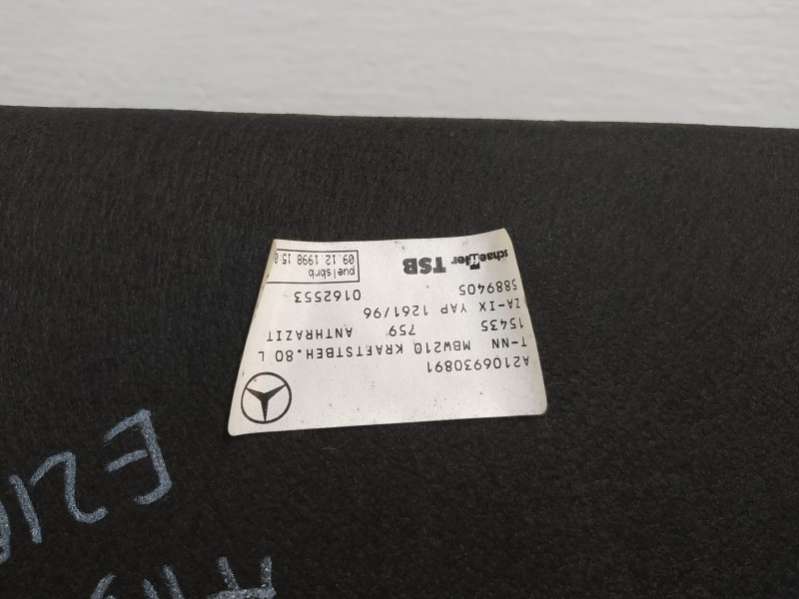 A2106930891
T-NN MBW210 KRAFTSTBEH.80 L
15435 759 ANTHRAZIT
ZA-IX YAP 1261/96
5889405 0162553
TSB
09.12.1998 15:
E210